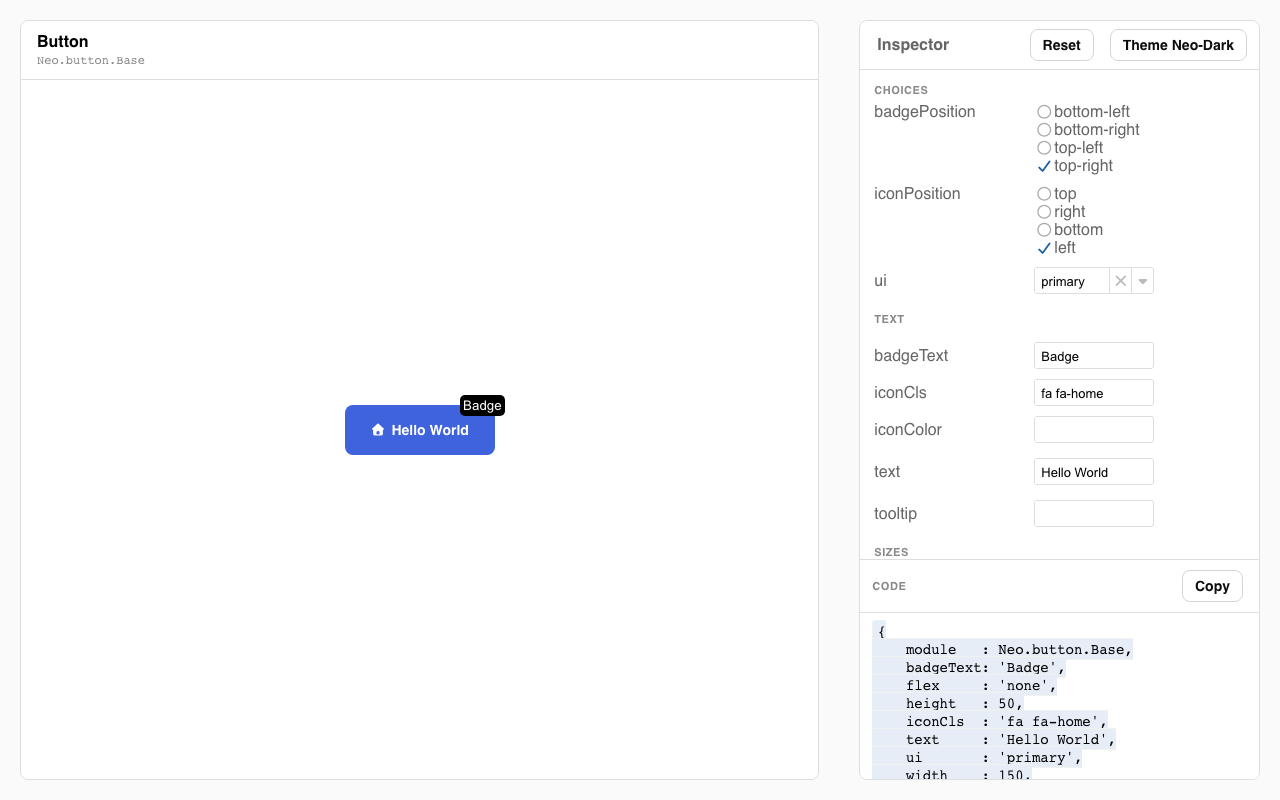 Button
Neo.button.Base
Badge
Hello World
Inspector
Reset
Theme Neo-Dark
CHOICES
badgePosition
bottom-left
bottom-right
top-left
top-right
iconPosition
top
right
bottom
left
ui
primary
TEXT
badgeText
Badge
iconCls
fa fa-home
iconColor
text
Hello World
tooltip
SIZES
CODE
Copy
{
    module   : Neo.button.Base,
    badgeText: 'Badge',
    flex     : 'none',
    height   : 50,
    iconCls  : 'fa fa-home',
    text     : 'Hello World',
    ui       : 'primary',
    width    : 150,